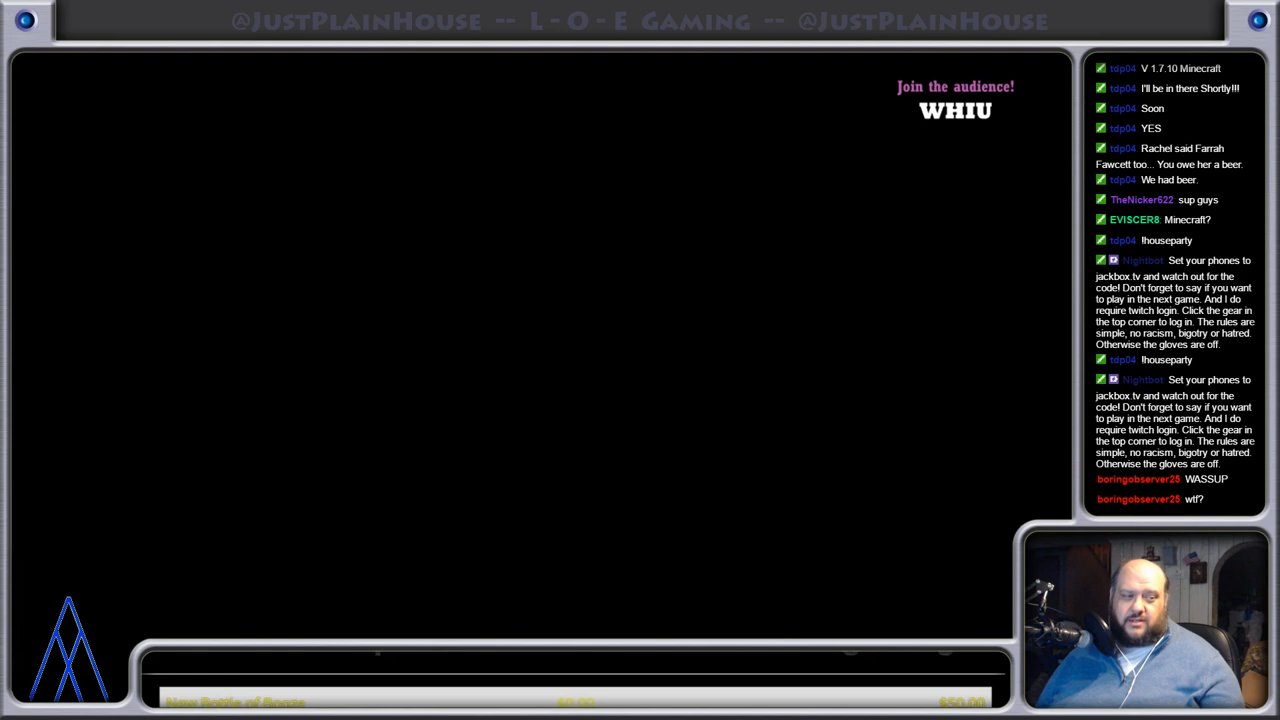 @JustPlainHouse -- L-O-E Gaming -- @JustPlainHouse
Join the audience!
WHIU
tdp04 V 1.7.10 Minecraft
tdp04 I'll be in there Shortly!!!
tdp04 Soon
tdp04 YES
tdp04 Rachel said Farrah
Fawcett too... You owe her a beer.
tdp04 We had beer.
TheNicker622 sup guys
EVISCER8: Minecraft?
tdp04 !houseparty
Nightbot Set your phones to
jackbox.tv and watch out for the
code! Don't forget to say if you want
to play in the next game. And I do
require twitch login. Click the gear in
the top corner to log in. The rules are
simple, no racism, bigotry or hatred.
Otherwise the gloves are off.
tdp04 !houseparty
Nightbot Set your phones to
jackbox.tv and watch out for the
code! Don't forget to say if you want
to play in the next game. And I do
require twitch login. Click the gear in
the top corner to log in. The rules are
simple, no racism, bigotry or hatred.
Otherwise the gloves are off.
boringobserver25 WASSUP
boringobserver25 wtf?
New Bottle of Booze $0.00 $50.00